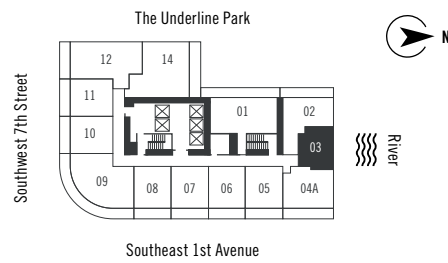 The Underline Park
N
12 14
11
01 02
10
03
09
08 07 06 05 04A
Southwest 7th Street
River
Southeast 1st Avenue